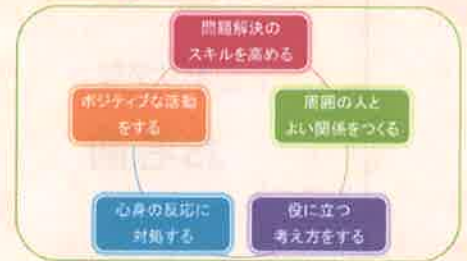 問題解決の
スキルを高める
ポジティブな活動
をする
周囲の人と
よい関係をつくる
心身の反応に
対処する
役に立つ
考え方をする